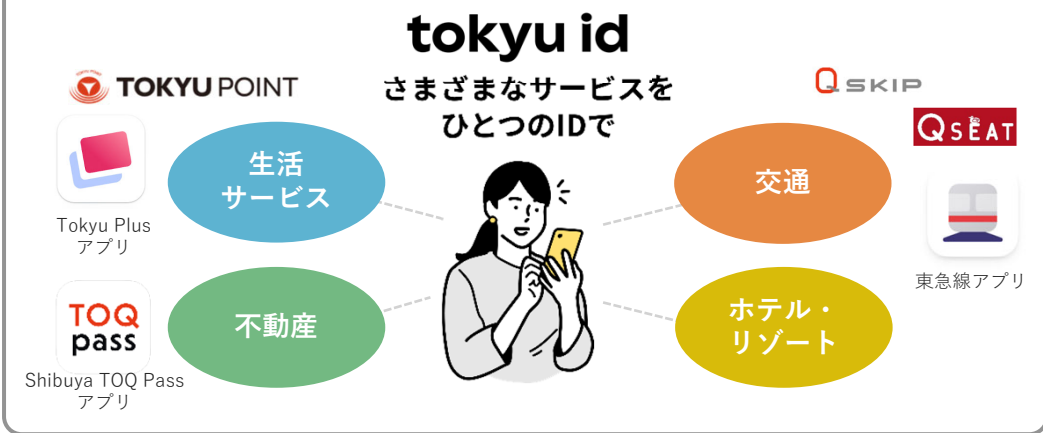 tokyu id
さまざまなサービスを
ひとつのIDで
TOKYU POINT
Tokyu Plus
アプリ
生活
サービス
TOQ
pass
Shibuya TOQ Pass
アプリ
不動産
Q SKIP
Q SEAT
交通
東急線アプリ
ホテル・
リゾート